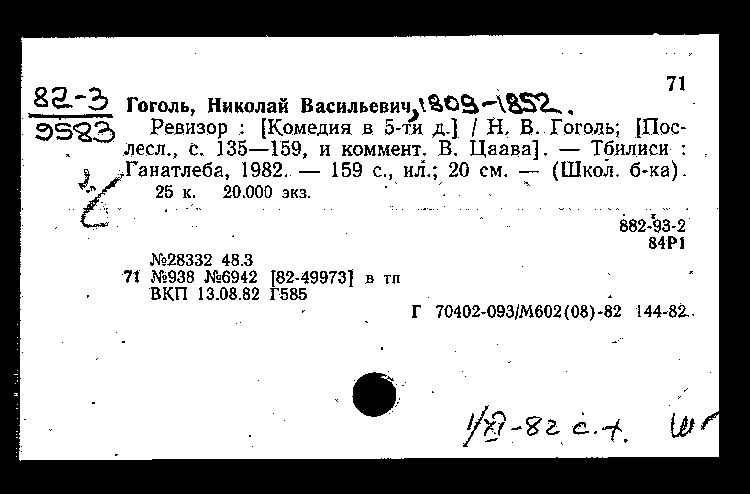 71
82-3
9583
Гоголь, Николай Васильевич, 1809-1852.
Ревизор : [Комедия в 5-ти д.] / Н. В. Гоголь; [Пос-
лесл., с. 135—159, и коммент. В. Цаава]. — Тбилиси :
Ганатлеба, 1982. — 159 с., ил.; 20 см. — (Школ. б-ка).
25 к. 20.000 экз.
882-93-2
84Р1
№28332 48.3
71 №938 №6942 [82-49973] в тп
ВКП 13.08.82 Г585
Г 70402-093/М602(08)-82 144-82.
1/XI-82 с.т.